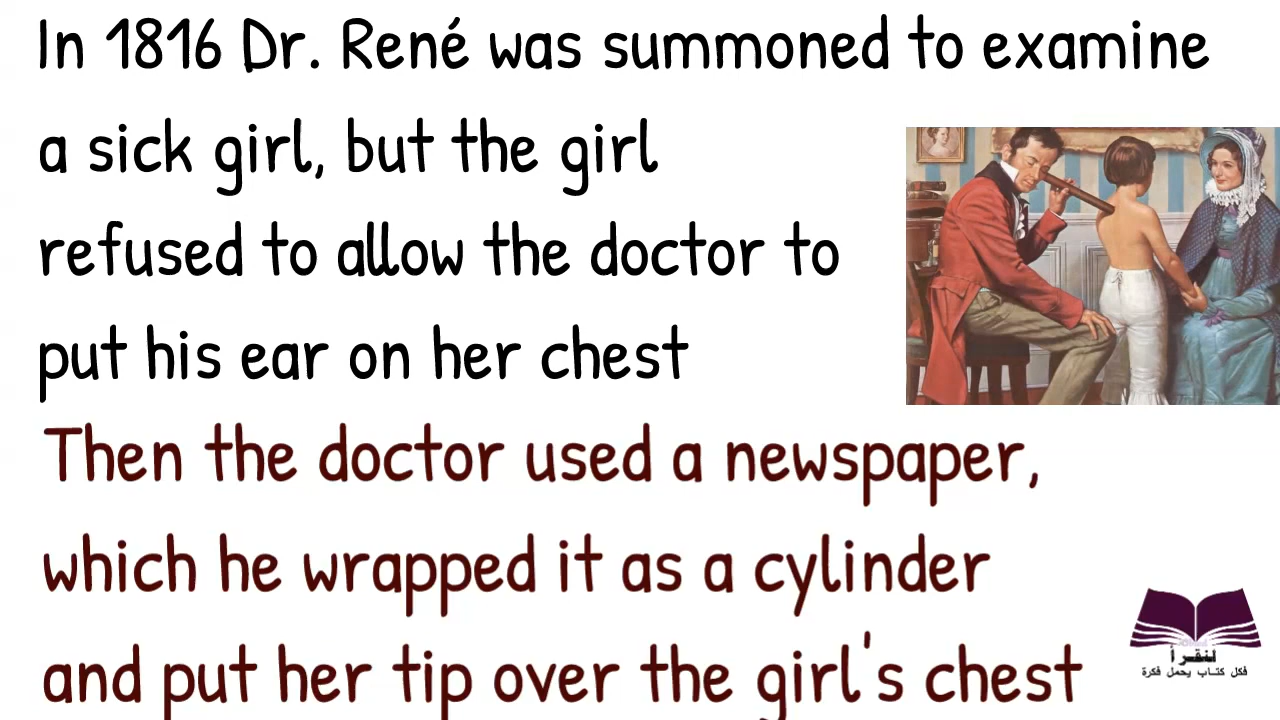 In 1816 Dr. René was summoned to examine
a sick girl, but the girl
refused to allow the doctor to
put his ear on her chest
Then the doctor used a newspaper,
which he wrapped it as a cylinder
and put her tip over the girl's chest
لنقرأ
فكل كتاب يحمل فكرة